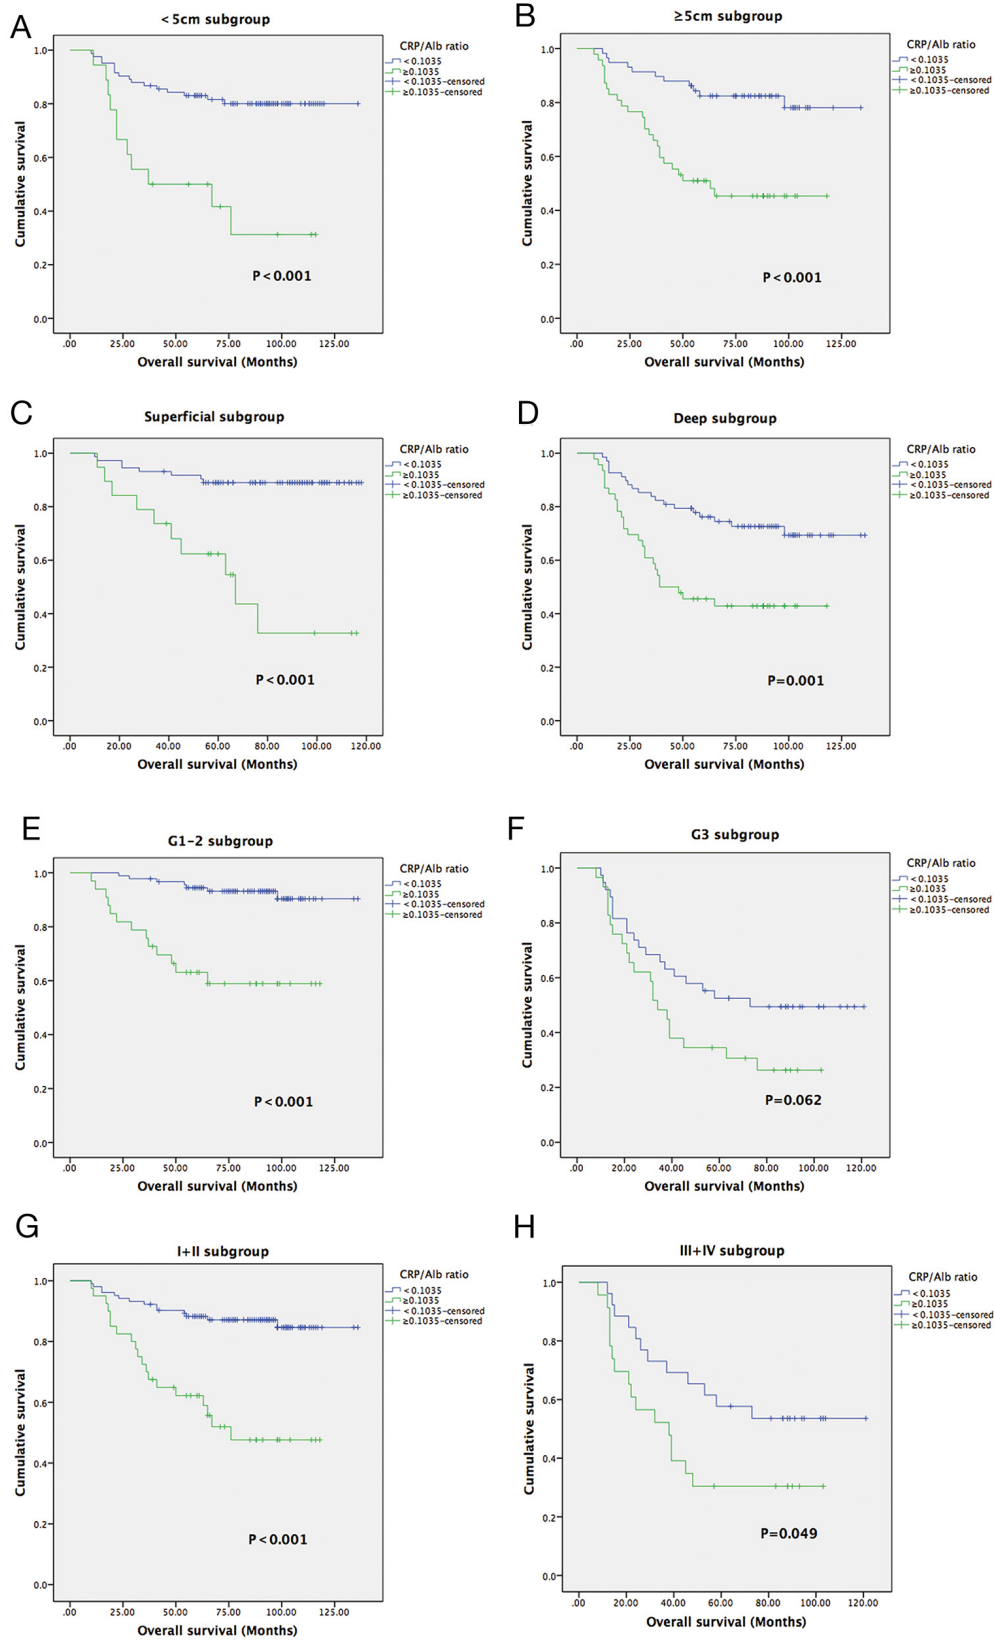 A
<5cm subgroup
CRP/Alb ratio
<0.1035
≥0.1035
<0.1035-censored
≥0.1035-censored
Cumulative survival
1.0
0.8
0.6
0.4
0.2
0.0
P<0.001
.00 25.00 50.00 75.00 100.00 125.00
Overall survival (Months)
B
≥5cm subgroup
CRP/Alb ratio
<0.1035
≥0.1035
<0.1035-censored
≥0.1035-censored
Cumulative survival
1.0
0.8
0.6
0.4
0.2
0.0
P<0.001
.00 25.00 50.00 75.00 100.00 125.00
Overall survival (Months)
C
Superficial subgroup
CRP/Alb ratio
<0.1035
≥0.1035
<0.1035-censored
≥0.1035-censored
Cumulative survival
1.0
0.8
0.6
0.4
0.2
0.0
P<0.001
.00 20.00 40.00 60.00 80.00 100.00 120.00
Overall survival (Months)
D
Deep subgroup
CRP/Alb ratio
<0.1035
≥0.1035
<0.1035-censored
≥0.1035-censored
Cumulative survival
1.0
0.8
0.6
0.4
0.2
0.0
P=0.001
.00 25.00 50.00 75.00 100.00 125.00
Overall survival (Months)
E
G1-2 subgroup
CRP/Alb ratio
<0.1035
≥0.1035
<0.1035-censored
≥0.1035-censored
Cumulative survival
1.0
0.8
0.6
0.4
0.2
0.0
P<0.001
.00 25.00 50.00 75.00 100.00 125.00
Overall survival (Months)
F
G3 subgroup
CRP/Alb ratio
<0.1035
≥0.1035
<0.1035-censored
≥0.1035-censored
Cumulative survival
1.0
0.8
0.6
0.4
0.2
0.0
P=0.062
.00 20.00 40.00 60.00 80.00 100.00 120.00
Overall survival (Months)
G
I+II subgroup
CRP/Alb ratio
<0.1035
≥0.1035
<0.1035-censored
≥0.1035-censored
Cumulative survival
1.0
0.8
0.6
0.4
0.2
0.0
P<0.001
.00 25.00 50.00 75.00 100.00 125.00
Overall survival (Months)
H
III+IV subgroup
CRP/Alb ratio
<0.1035
≥0.1035
<0.1035-censored
≥0.1035-censored
Cumulative survival
1.0
0.8
0.6
0.4
0.2
0.0
P=0.049
.00 20.00 40.00 60.00 80.00 100.00 120.00
Overall survival (Months)